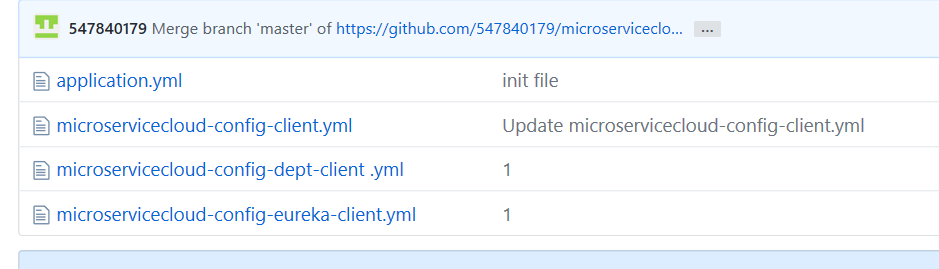 547840179 Merge branch 'master' of https://github.com/547840179/microserviceclo... ...
application.yml init file
microservicecloud-config-client.yml Update microservicecloud-config-client.yml
microservicecloud-config-dept-client .yml 1
microservicecloud-config-eureka-client.yml 1